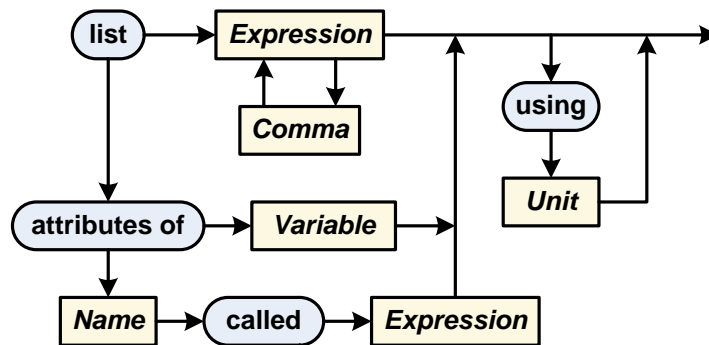 list Expression
Comma
using
Unit
attributes of Variable
Name called Expression